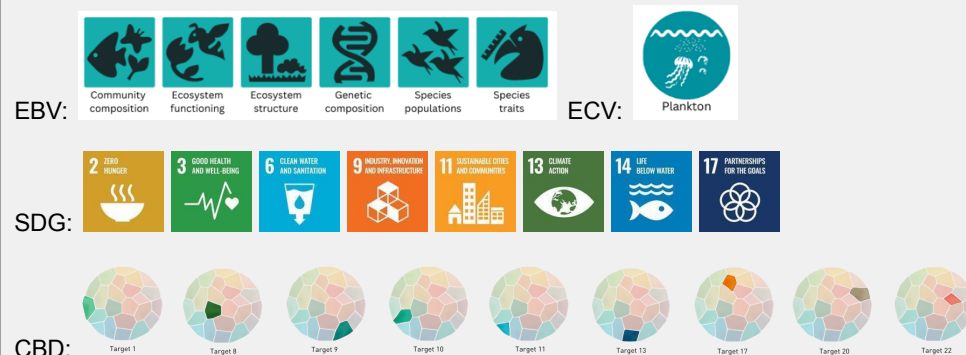 EBV:
Community composition
Ecosystem functioning
Ecosystem structure
Genetic composition
Species populations
Species traits
ECV:
Plankton
SDG:
2 ZERO HUNGER
3 GOOD HEALTH AND WELL-BEING
6 CLEAN WATER AND SANITATION
9 INDUSTRY, INNOVATION AND INFRASTRUCTURE
11 SUSTAINABLE CITIES AND COMMUNITIES
13 CLIMATE ACTION
14 LIFE BELOW WATER
17 PARTNERSHIPS FOR THE GOALS
CBD:
Target 1
Target 8
Target 9
Target 10
Target 11
Target 13
Target 17
Target 20
Target 22